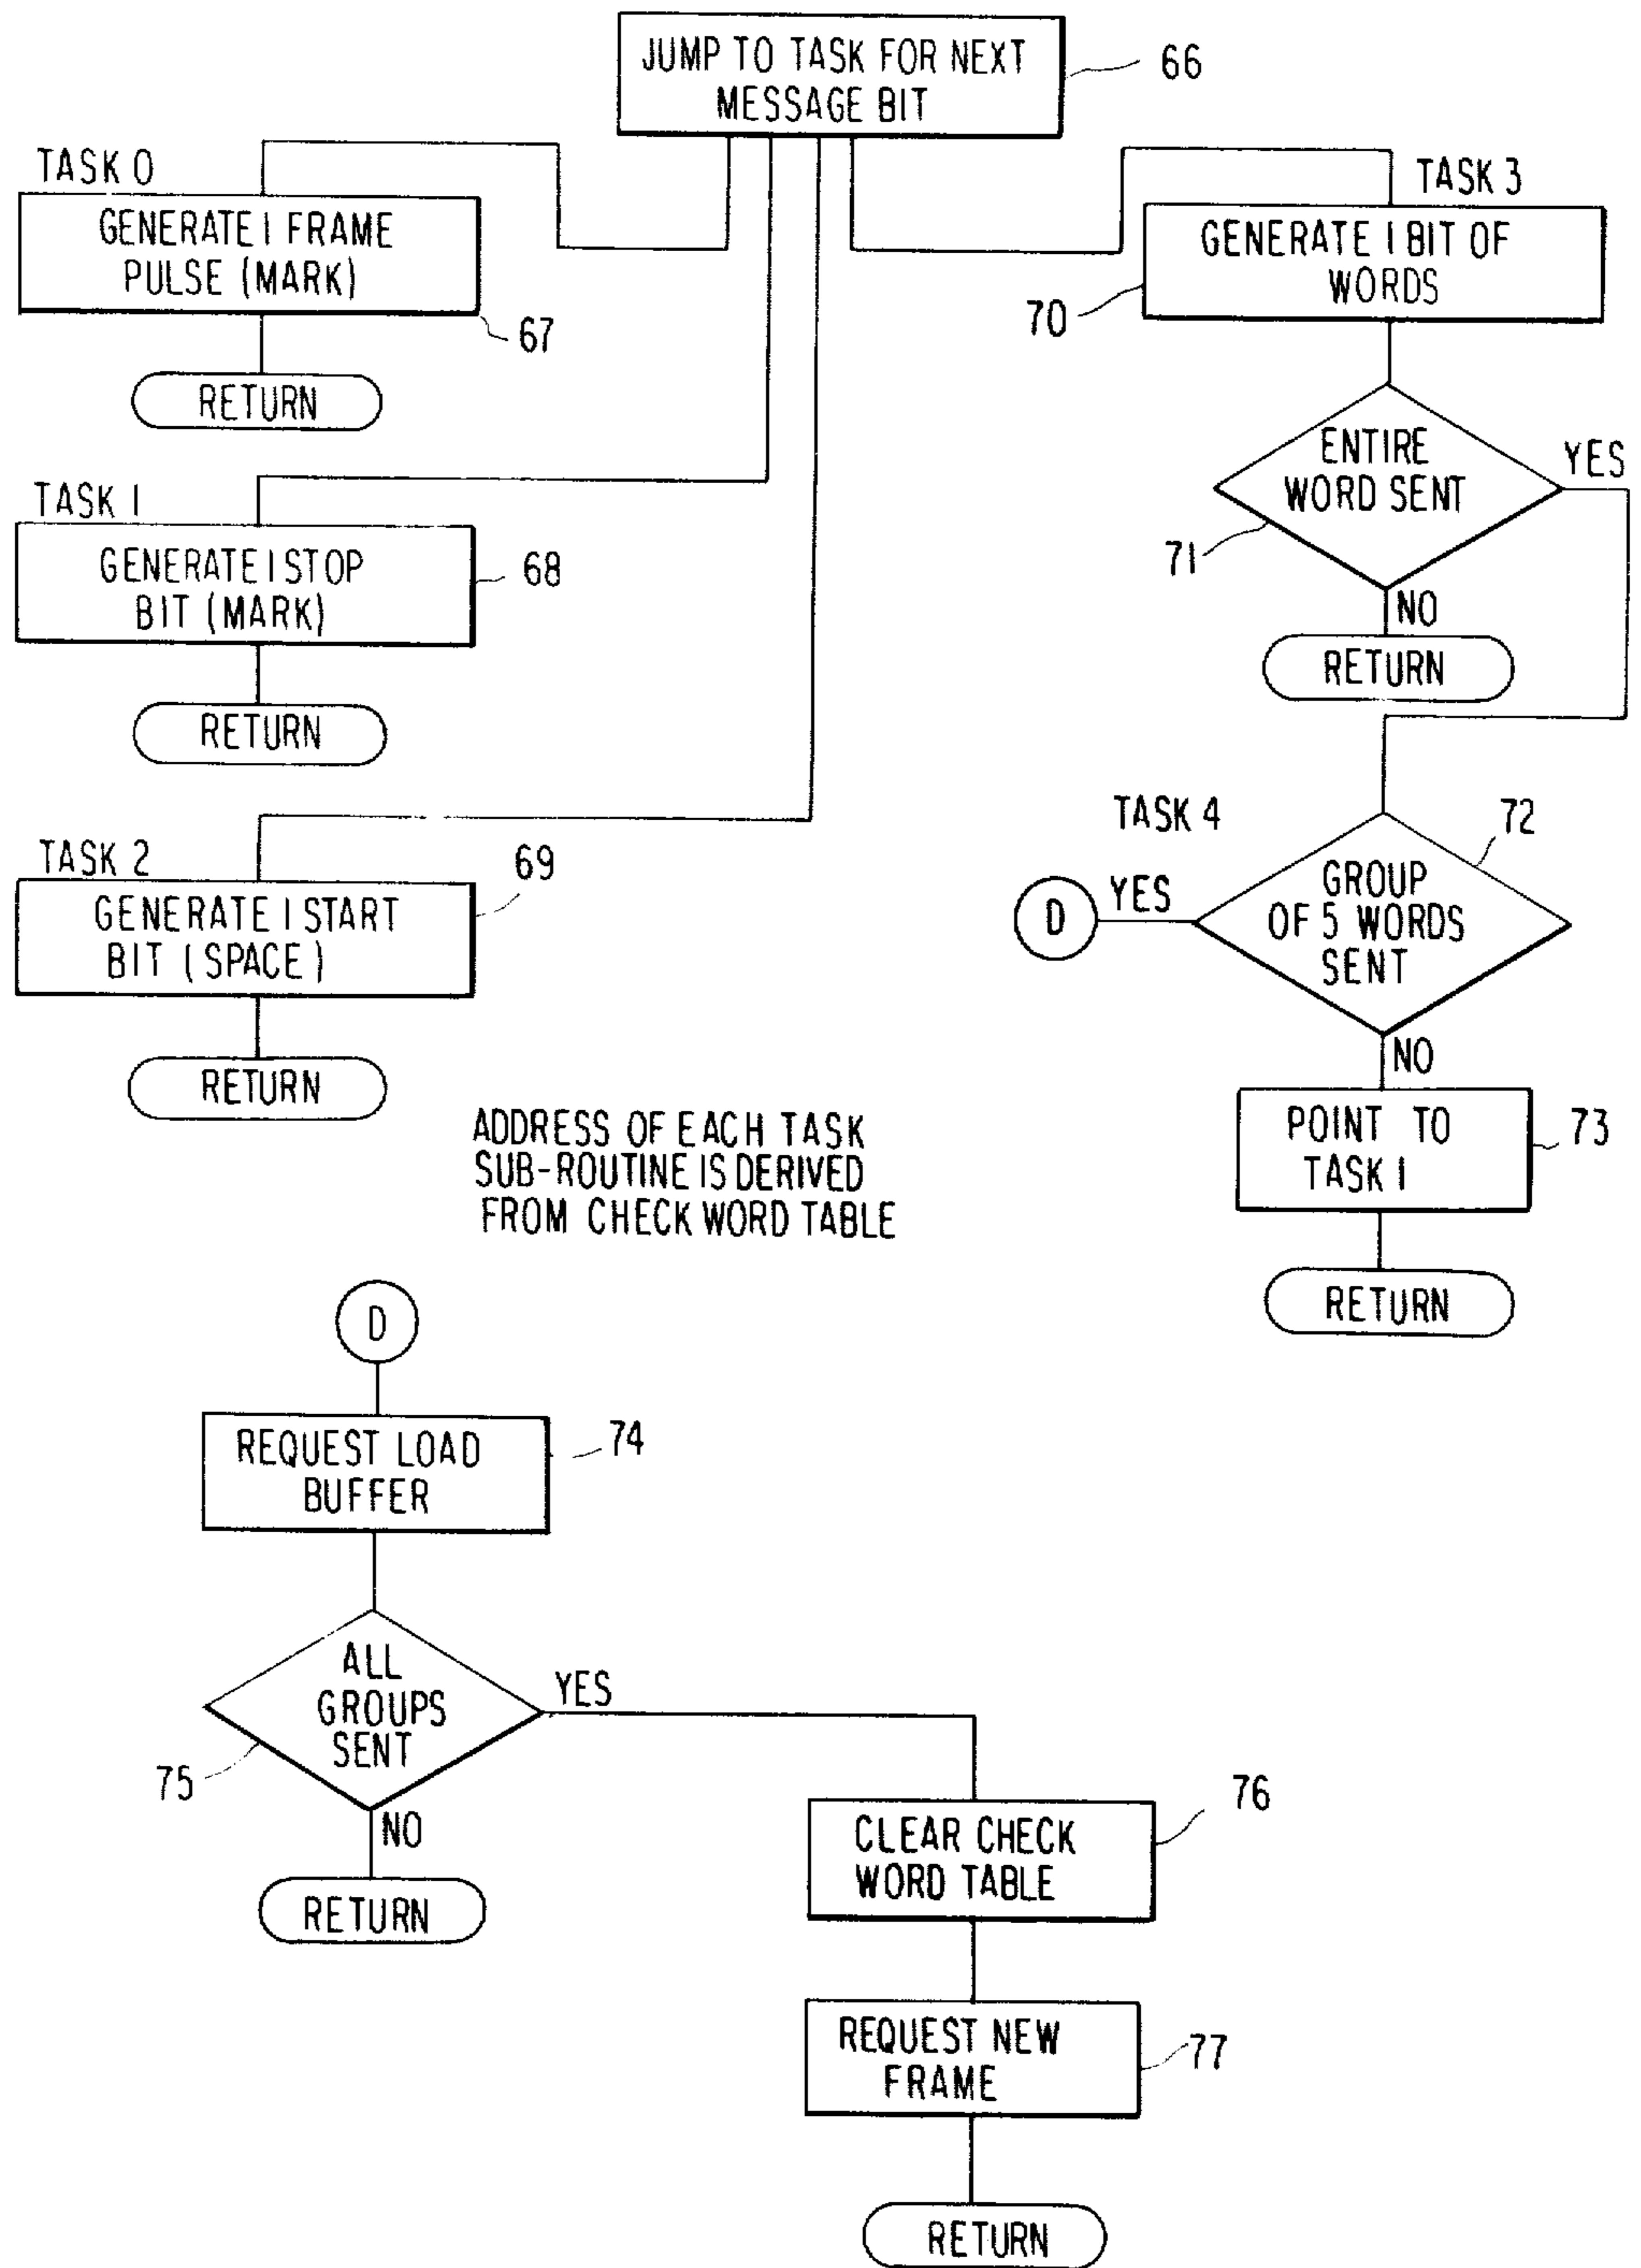 JUMP TO TASK FOR NEXT
MESSAGE BIT
66
TASK 0
GENERATE 1 FRAME
PULSE (MARK)
67
RETURN
TASK 1
GENERATE 1 STOP
BIT (MARK)
68
RETURN
TASK 2
GENERATE 1 START
BIT (SPACE)
69
RETURN
TASK 3
GENERATE 1 BIT OF
WORDS
70
ENTIRE
WORD SENT
YES
71
NO
RETURN
TASK 4
72
GROUP
OF 5 WORDS
SENT
YES
D
NO
POINT TO
TASK 1
73
RETURN
ADDRESS OF EACH TASK
SUB-ROUTINE IS DERIVED
FROM CHECK WORD TABLE
D
REQUEST LOAD
BUFFER
74
ALL
GROUPS
SENT
YES
75
NO
RETURN
CLEAR CHECK
WORD TABLE
76
REQUEST NEW
FRAME
77
RETURN